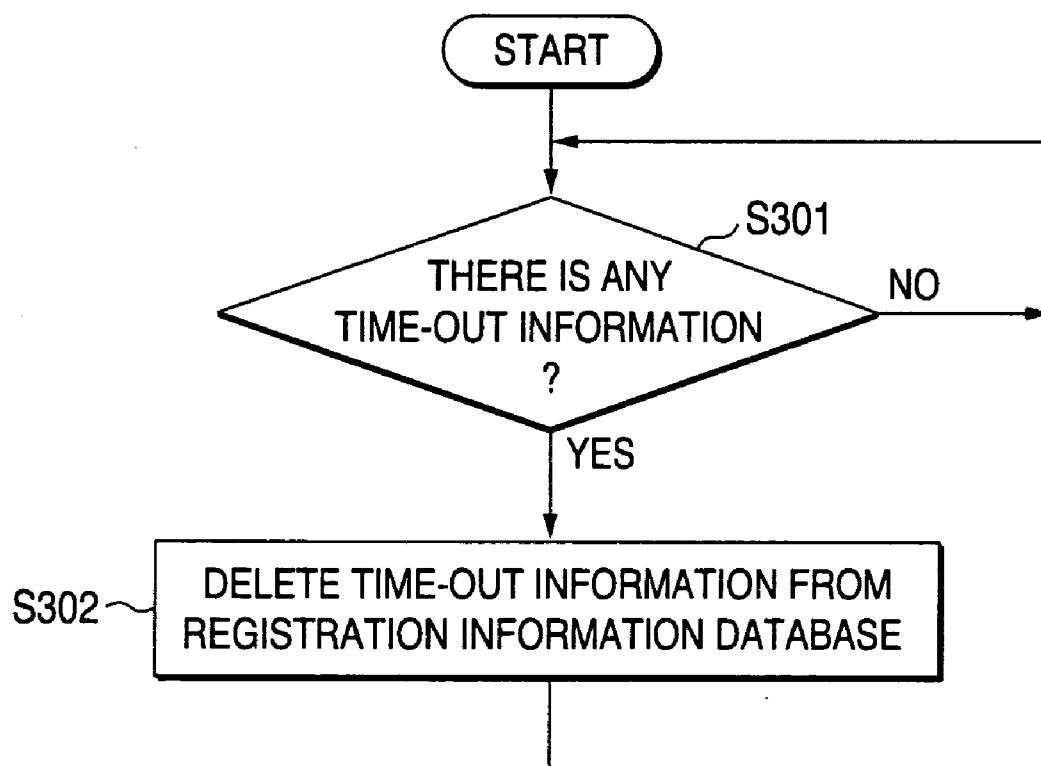 START
S301
THERE IS ANY
TIME-OUT INFORMATION
?
NO
YES
S302
DELETE TIME-OUT INFORMATION FROM
REGISTRATION INFORMATION DATABASE